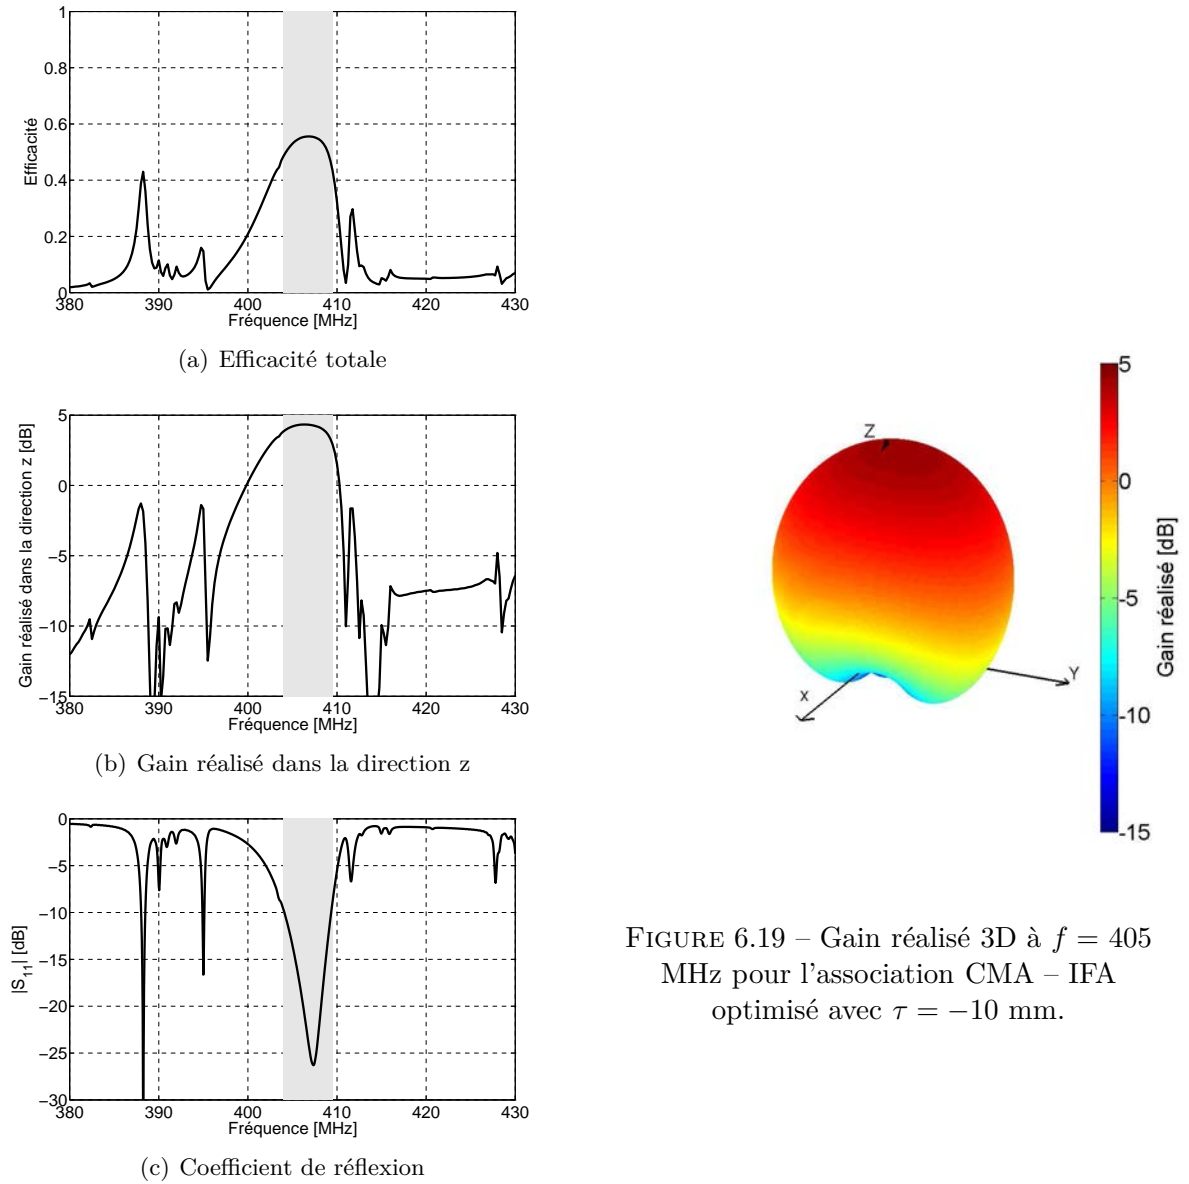 1
0.8
0.6
0.4
0.2
0
Efficacité
380 390 400 410 420 430
Fréquence [MHz]
(a) Efficacité totale
5
0
−5
−10
−15
Gain réalisé dans la direction z [dB]
380 390 400 410 420 430
Fréquence [MHz]
(b) Gain réalisé dans la direction z
0
−5
−10
−15
−20
−25
−30
|S11| [dB]
380 390 400 410 420 430
Fréquence [MHz]
(c) Coefficient de réflexion
Z
X
Y
5
0
-5
-10
-15
Gain réalisé [dB]
FIGURE 6.19 – Gain réalisé 3D à f = 405
MHz pour l'association CMA – IFA
optimisé avec τ = −10 mm.